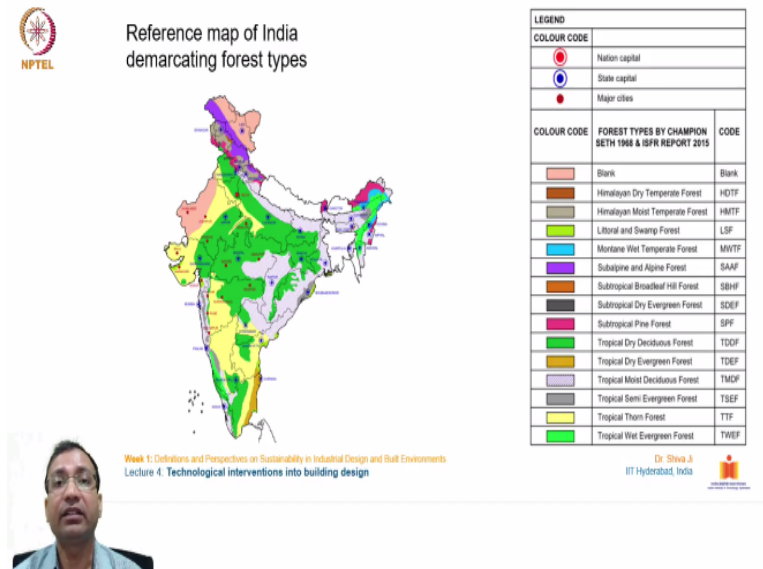 NPTEL
Reference map of India
demarcating forest types
LEGEND
COLOUR CODE
Nation capital
State capital
Major cities
COLOUR CODE FOREST TYPES BY CHAMPION SETH 1968 & ISFR REPORT 2015 CODE
Blank Blank
Himalayan Dry Temperate Forest HDTF
Himalayan Moist Temperate Forest HMTF
Littoral and Swamp Forest LSF
Montane Wet Temperate Forest MWTF
Subalpine and Alpine Forest SAAF
Subtropical Broadleaf Hill Forest SBHF
Subtropical Dry Evergreen Forest SDEF
Subtropical Pine Forest SPF
Tropical Dry Deciduous Forest TDDF
Tropical Dry Evergreen Forest TDEF
Tropical Moist Deciduous Forest TMDF
Tropical Semi Evergreen Forest TSEF
Tropical Thorn Forest TTF
Tropical Wet Evergreen Forest TWEF
Week 1: Definitions and Perspectives on Sustainability in Industrial Design and Built Environments
Lecture 4: Technological interventions into building design
Dr. Shiva Ji
IIT Hyderabad, India